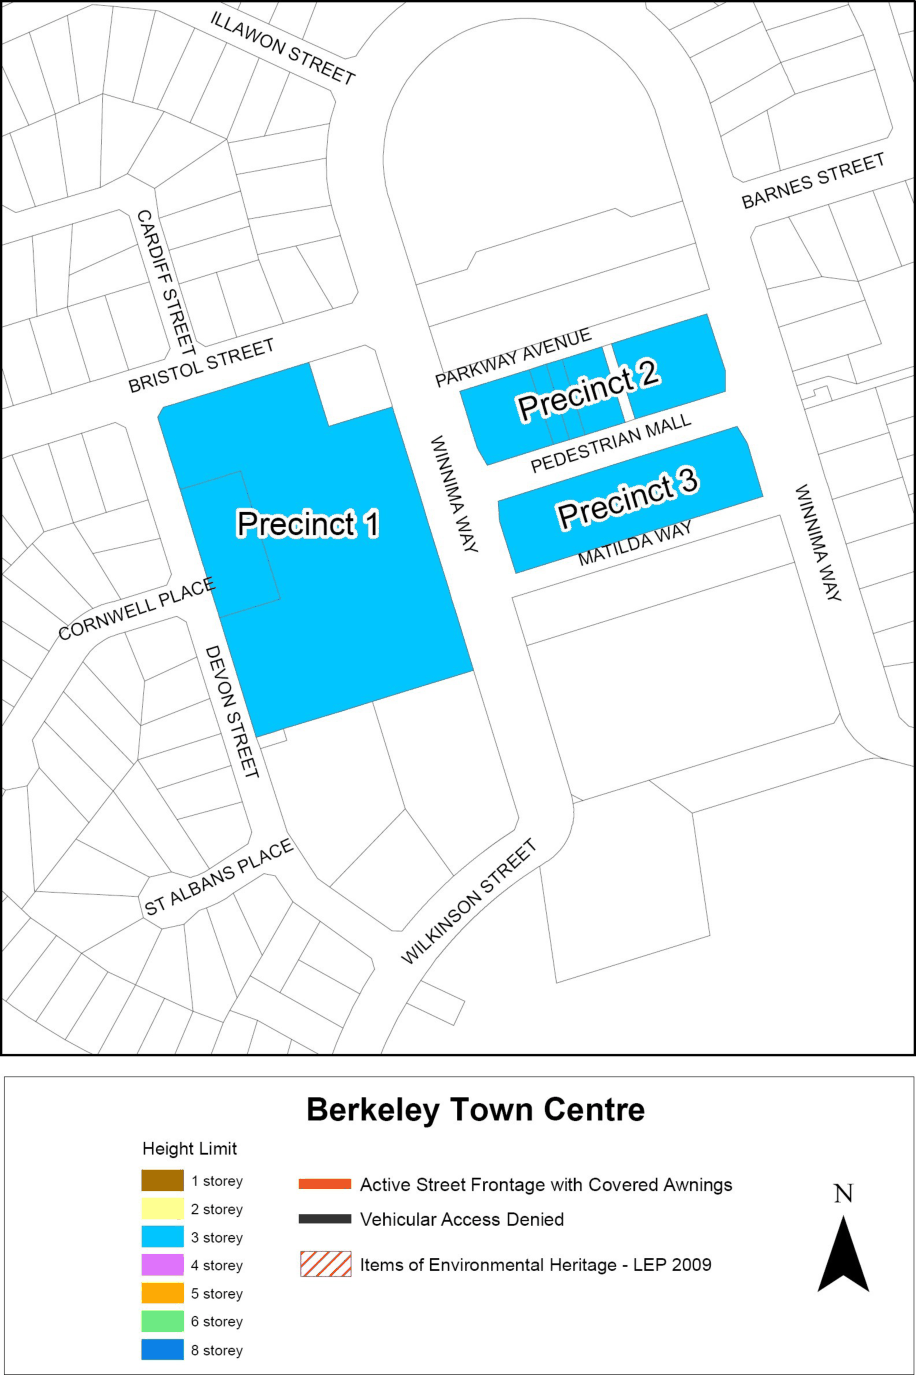 ILLAWON STREET
BARNES STREET
CARDIFF STREET
BRISTOL STREET
PARKWAY AVENUE
Precinct 2
PEDESTRIAN MALL
WINNIMA WAY
Precinct 3
Precinct 1
MATILDA WAY
WINNIMA WAY
CORNWELL PLACE
DEVON STREET
ST ALBANS PLACE
WILKINSON STREET
Berkeley Town Centre
Height Limit
1 storey
2 storey
3 storey
4 storey
5 storey
6 storey
8 storey
Active Street Frontage with Covered Awnings
Vehicular Access Denied
Items of Environmental Heritage - LEP 2009
N